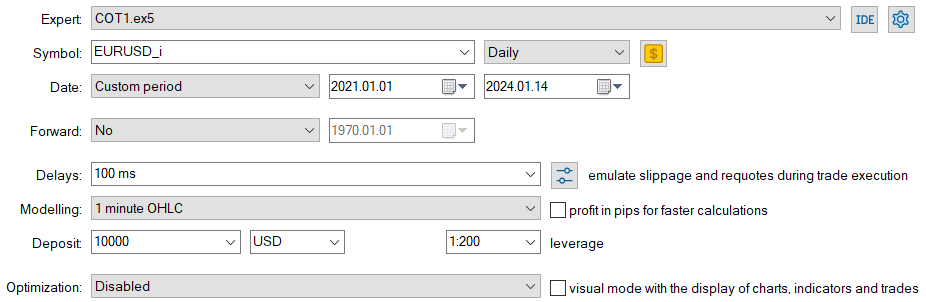 Expert: COT1.ex5 IDE
Symbol: EURUSD_i Daily $
Date: Custom period 2021.01.01 2024.01.14
Forward: No 1970.01.01
Delays: 100 ms emulate slippage and requotes during trade execution
Modelling: 1 minute OHLC profit in pips for faster calculations
Deposit: 10000 USD 1:200 leverage
Optimization: Disabled visual mode with the display of charts, indicators and trades